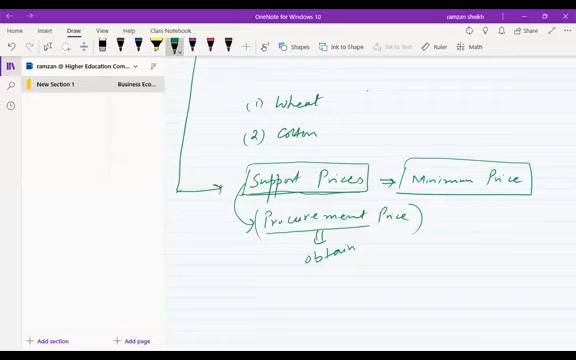 OneNote for Windows 10
ramzan sheikh
Home Insert Draw View Help
Share
Shapes Ink to Shape Ink to Text Ruler Math
ramzan @ Higher Education Com...
New Section 1
Business Eco...
(1) Wheat
(2) Cotton
Support Prices → Minimum Price
(Procurement Price)
obtain
+ Add section + Add page